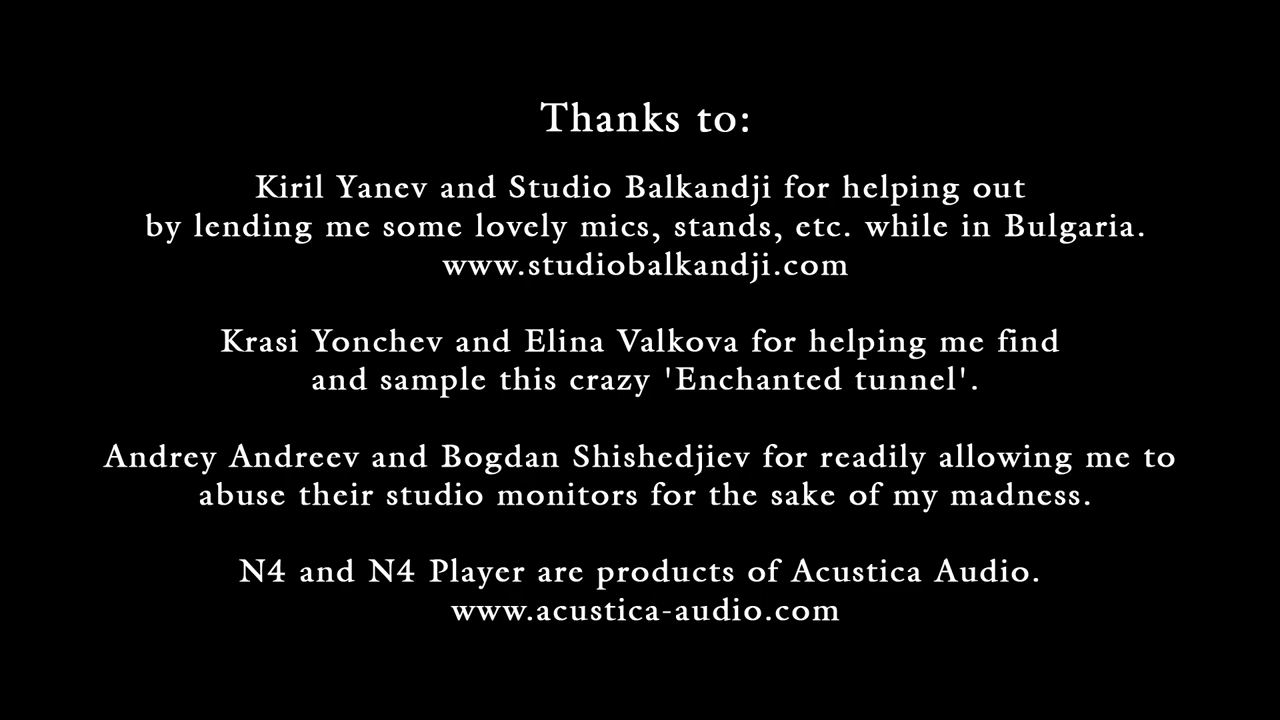 Thanks to:
Kiril Yanev and Studio Balkandji for helping out
by lending me some lovely mics, stands, etc. while in Bulgaria.
www.studiobalkandji.com
Krasi Yonchev and Elina Valkova for helping me find
and sample this crazy 'Enchanted tunnel'.
Andrey Andreev and Bogdan Shishedjiev for readily allowing me to
abuse their studio monitors for the sake of my madness.
N4 and N4 Player are products of Acustica Audio.
www.acustica-audio.com